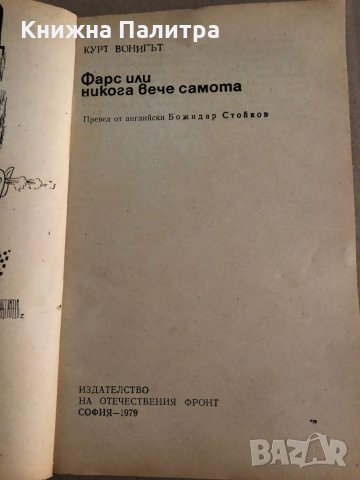 Книжна Палитра
КУРТ ВОНИГЪТ
Фарс или
никога вече самота
Превел от английски Божидар Стойков
ИЗДАТЕЛСТВО
НА ОТЕЧЕСТВЕНИЯ ФРОНТ
СОФИЯ—1979
BAZAR